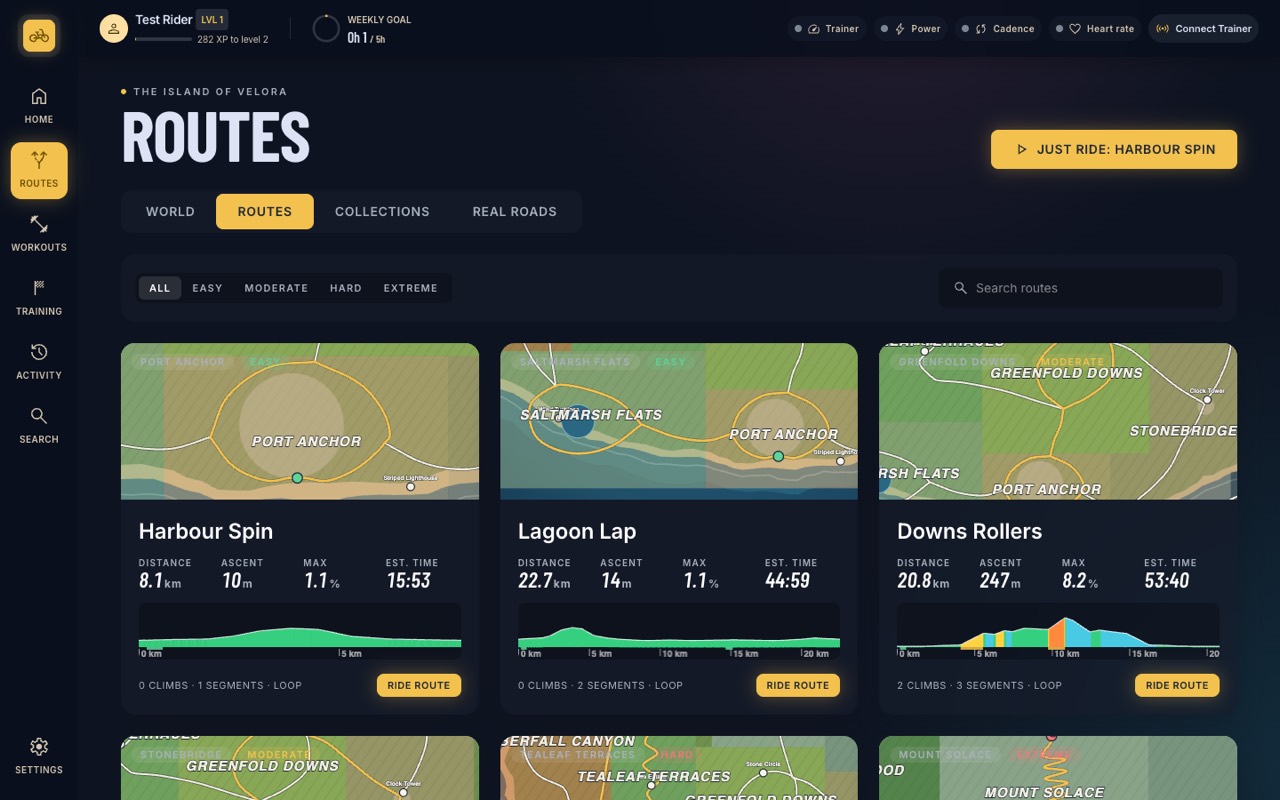 Test Rider LVL 1
282 XP to level 2
WEEKLY GOAL
0h 1 / 5h
Trainer
Power
Cadence
Heart rate
Connect Trainer
HOME
ROUTES
WORKOUTS
TRAINING
ACTIVITY
SEARCH
SETTINGS
THE ISLAND OF VELORA
ROUTES
JUST RIDE: HARBOUR SPIN
WORLD ROUTES COLLECTIONS REAL ROADS
ALL EASY MODERATE HARD EXTREME
Search routes
PORT ANCHOR EASY
PORT ANCHOR
Striped Lighthouse
Harbour Spin
DISTANCE ASCENT MAX EST. TIME
8.1 km 10 m 1.1 % 15:53
0 km 5 km
0 CLIMBS · 1 SEGMENTS · LOOP
RIDE ROUTE
SALTMARSH FLATS EASY
SALTMARSH FLATS
PORT ANCHOR
Striped Lightho
Lagoon Lap
DISTANCE ASCENT MAX EST. TIME
22.7 km 14 m 1.1 % 44:59
0 km 5 km 10 km 15 km 20 km
0 CLIMBS · 2 SEGMENTS · LOOP
RIDE ROUTE
GREENFOLD DOWNS MODERATE
GREENFOLD DOWNS
Clock Tower
STONEBRIDGE
RSH FLATS
PORT ANCHOR
Downs Rollers
DISTANCE ASCENT MAX EST. TIME
20.8 km 247 m 8.2 % 53:40
0 km 5 km 10 km 15 km 20
2 CLIMBS · 3 SEGMENTS · LOOP
RIDE ROUTE
STONEBRIDGE MODERATE
GREENFOLD DOWNS
Clock Tower
ERFALL CANYON
TEALEAF TERRACES HARD
Stone Circle
TEALEAF TERRACES
GREENFOLD DOWNS
MOUNT SOLACE EXTREME
OOD
MOUNT SOLACE